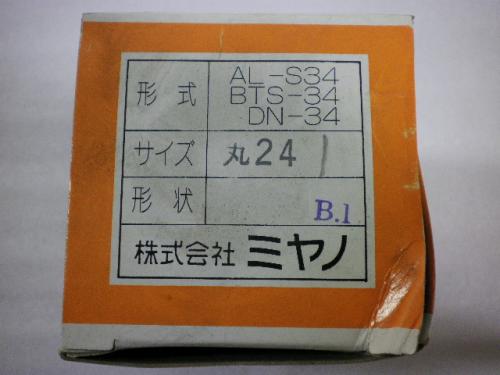 形式 AL-S34
BTS-34
DN-34
サイズ 丸24
形状 B.1
株式会社 ミヤノ